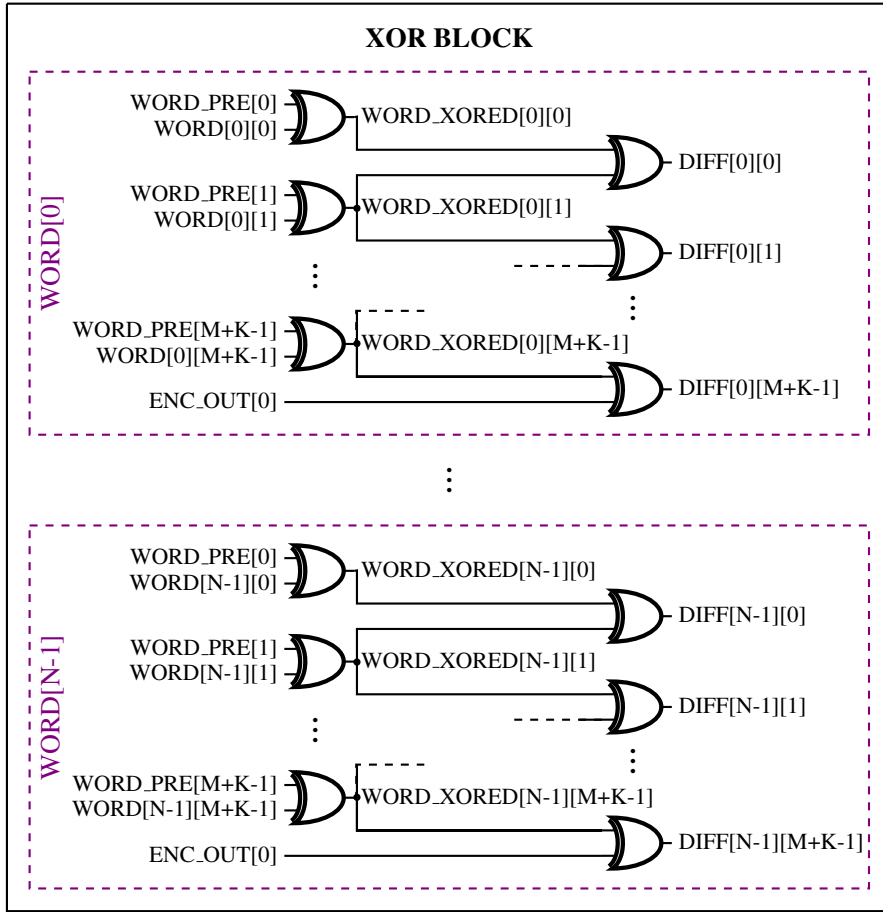 XOR BLOCK
WORD[0]
WORD_PRE[0]
WORD[0][0]
WORD_XORED[0][0]
DIFF[0][0]
WORD_PRE[1]
WORD[0][1]
WORD_XORED[0][1]
DIFF[0][1]
WORD_PRE[M+K-1]
WORD[0][M+K-1]
WORD_XORED[0][M+K-1]
DIFF[0][M+K-1]
ENC_OUT[0]
WORD[N-1]
WORD_PRE[0]
WORD[N-1][0]
WORD_XORED[N-1][0]
DIFF[N-1][0]
WORD_PRE[1]
WORD[N-1][1]
WORD_XORED[N-1][1]
DIFF[N-1][1]
WORD_PRE[M+K-1]
WORD[N-1][M+K-1]
WORD_XORED[N-1][M+K-1]
DIFF[N-1][M+K-1]
ENC_OUT[0]